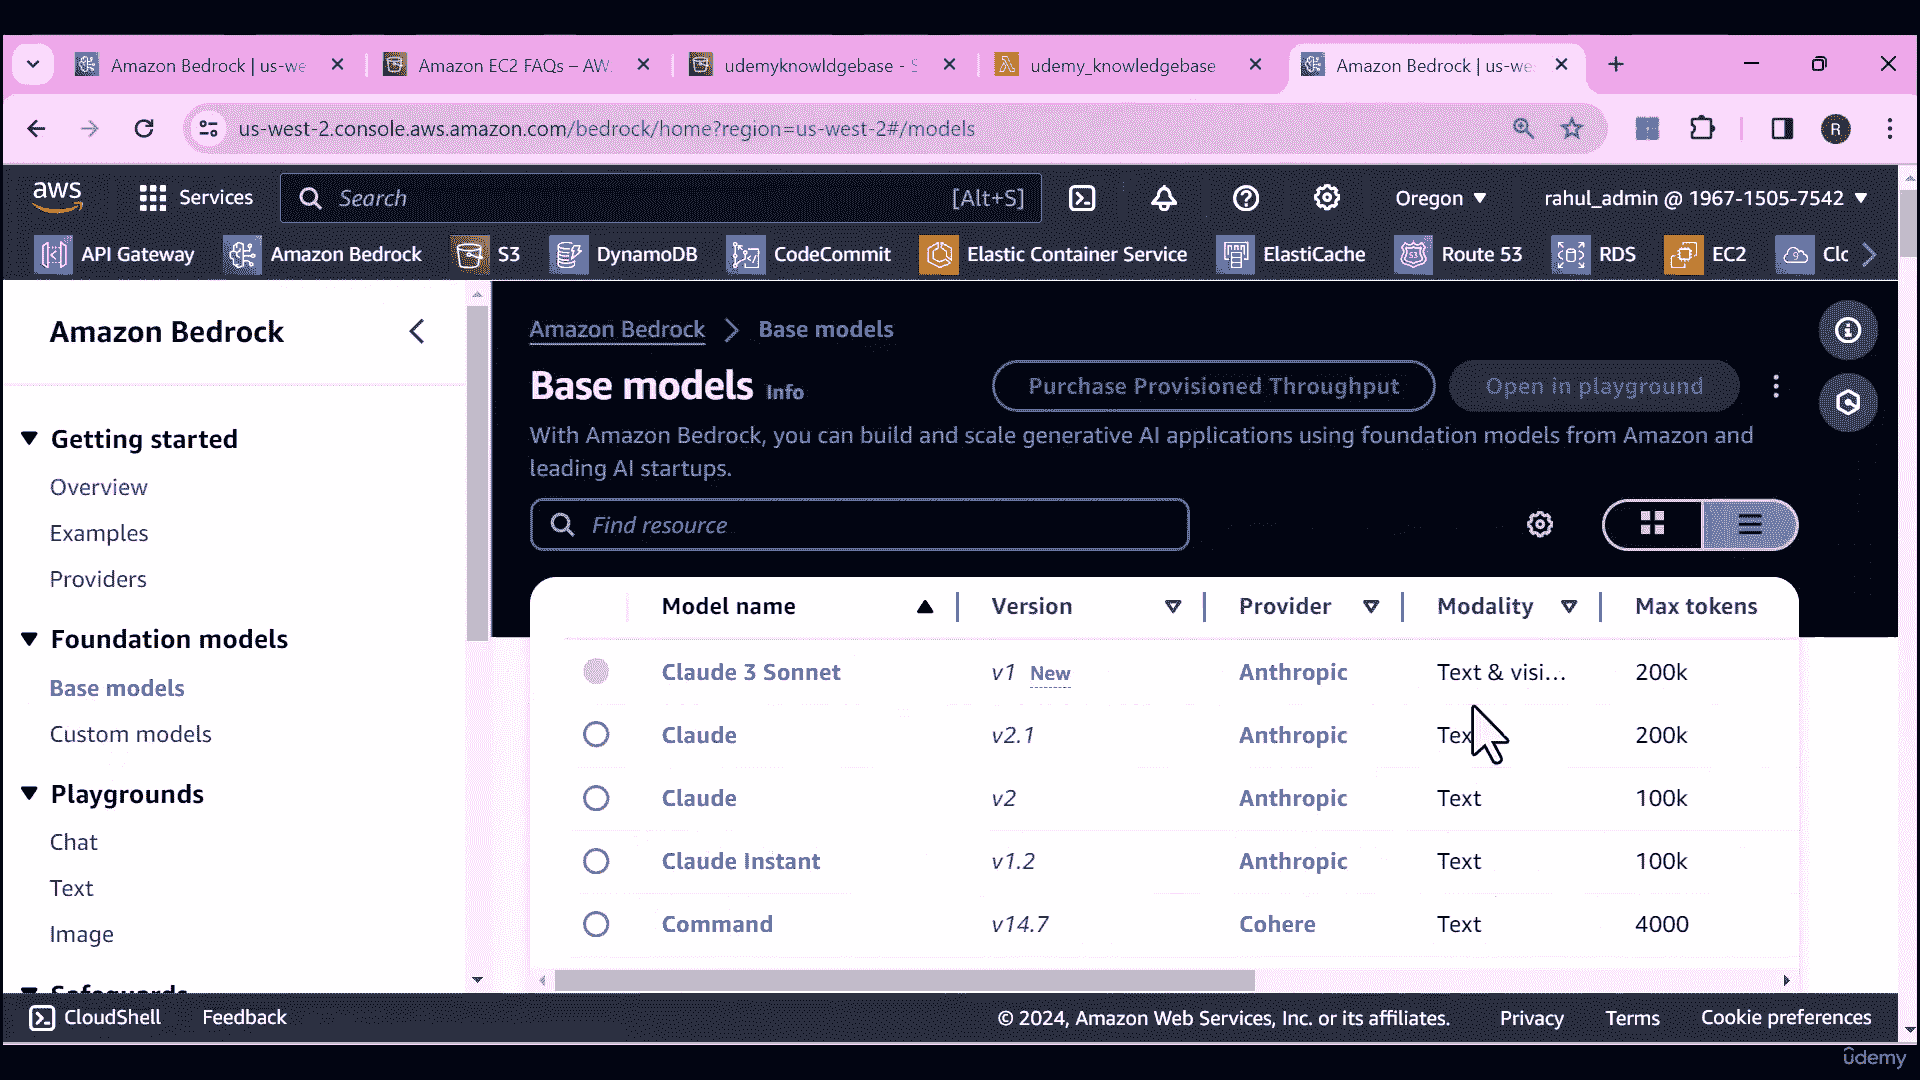 Amazon Bedrock | us-we
Amazon EC2 FAQs – AW
udemyknowldgebase - S
udemy_knowledgebase
Amazon Bedrock | us-we
us-west-2.console.aws.amazon.com/bedrock/home?region=us-west-2#/models
R
aws
Services
Search
[Alt+S]
Oregon
rahul_admin @ 1967-1505-7542
API Gateway
Amazon Bedrock
S3
DynamoDB
CodeCommit
Elastic Container Service
ElastiCache
Route 53
RDS
EC2
Clc
Amazon Bedrock
Getting started
Overview
Examples
Providers
Foundation models
Base models
Custom models
Playgrounds
Chat
Text
Image
Safeguards
Amazon Bedrock > Base models
Base models Info
Purchase Provisioned Throughput
Open in playground
With Amazon Bedrock, you can build and scale generative AI applications using foundation models from Amazon and
leading AI startups.
Find resource
Model name Version Provider Modality Max tokens
Claude 3 Sonnet v1 New Anthropic Text & visi... 200k
Claude v2.1 Anthropic Text 200k
Claude v2 Anthropic Text 100k
Claude Instant v1.2 Anthropic Text 100k
Command v14.7 Cohere Text 4000
CloudShell
Feedback
© 2024, Amazon Web Services, Inc. or its affiliates.
Privacy
Terms
Cookie preferences
udemy